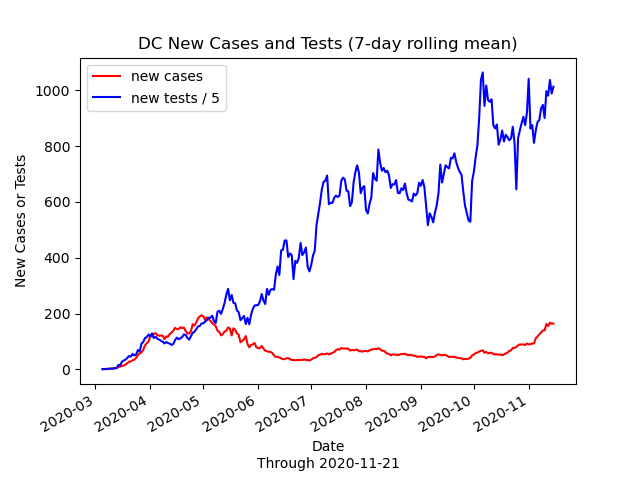 DC New Cases and Tests (7-day rolling mean)
new cases
new tests / 5
New Cases or Tests
1000
800
600
400
200
0
2020-03
2020-04
2020-05
2020-06
2020-07
2020-08
2020-09
2020-10
2020-11
Date
Through 2020-11-21